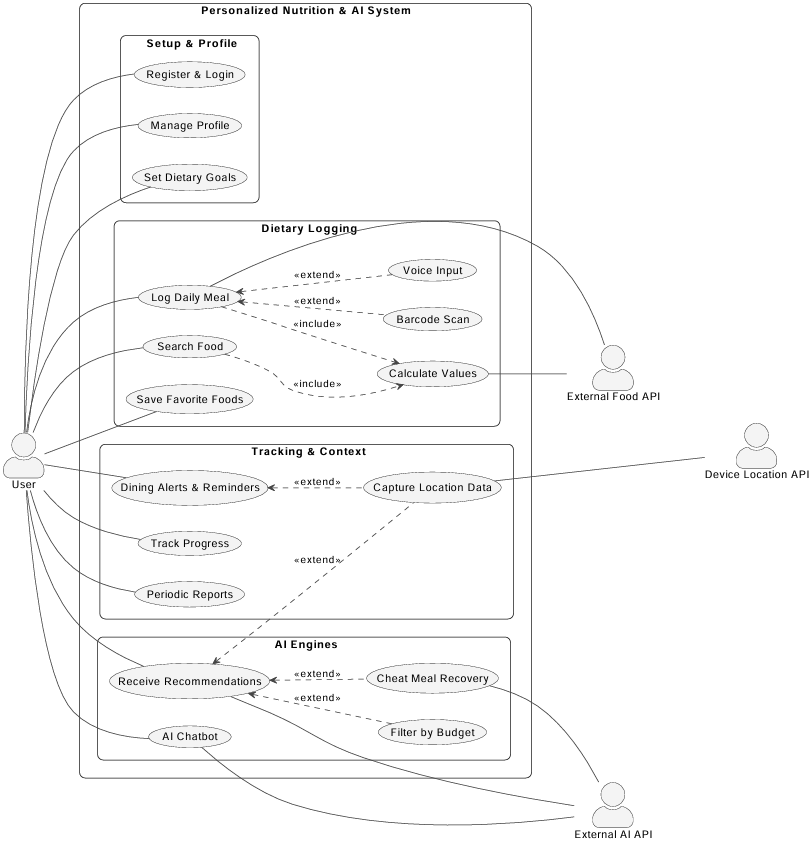 Personalized Nutrition & AI System
Setup & Profile
Register & Login
Manage Profile
Set Dietary Goals
Dietary Logging
Voice Input
«extend»
Log Daily Meal
«extend»
Barcode Scan
«include»
Search Food
Calculate Values
«include»
External Food API
Save Favorite Foods
Tracking & Context
Device Location API
User
Dining Alerts & Reminders
«extend»
Capture Location Data
Track Progress
«extend»
Periodic Reports
AI Engines
Receive Recommendations
«extend»
Cheat Meal Recovery
«extend»
Filter by Budget
AI Chatbot
External AI API